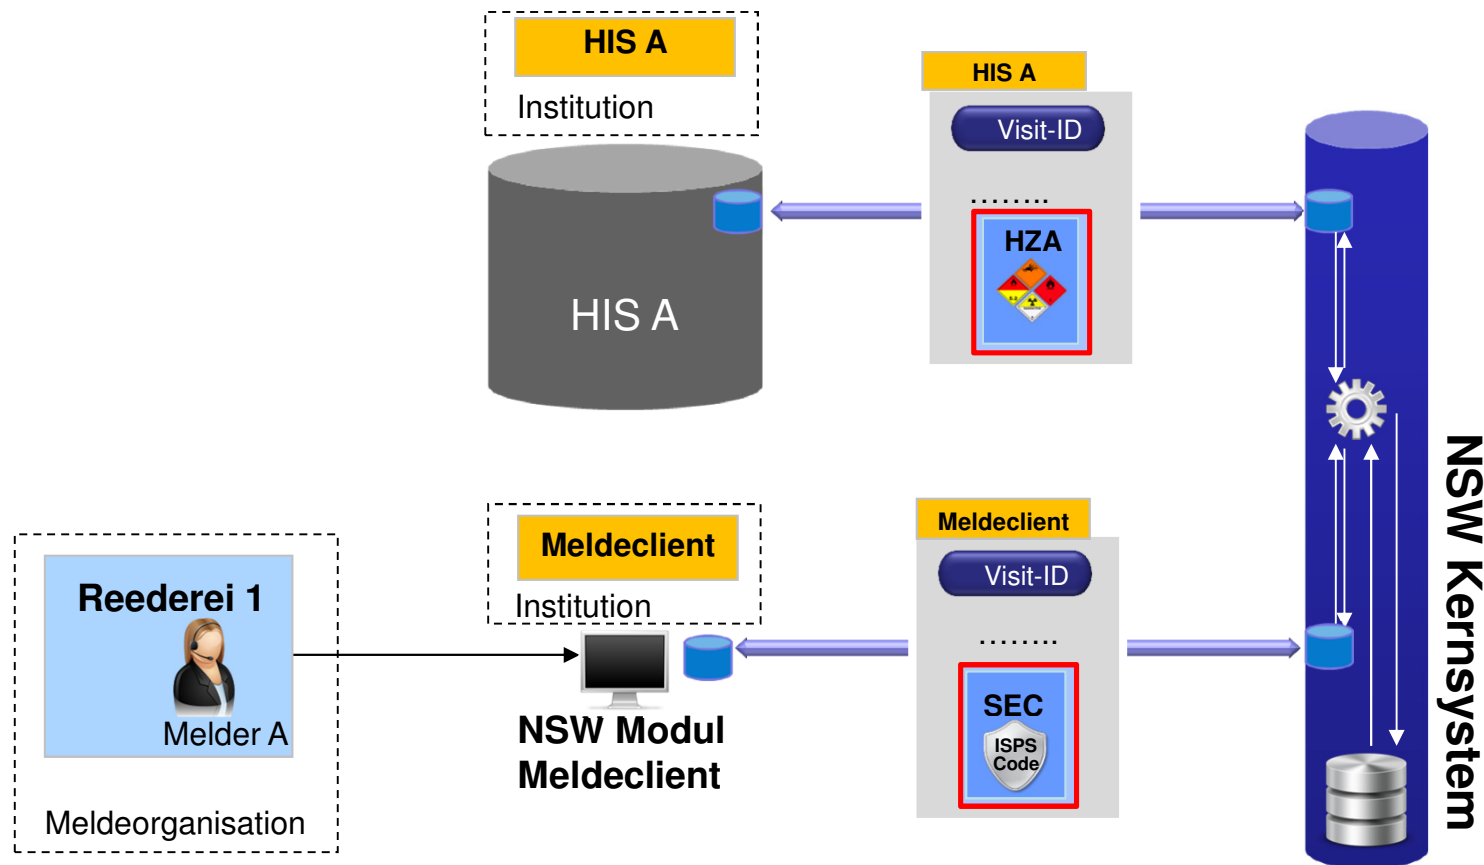 HIS A
Institution
HIS A
Visit-ID
........
HZA
HIS A
NSW Kernsystem
Reederei 1
Melder A
Meldeorganisation
Meldeclient
Institution
NSW Modul
Meldeclient
Meldeclient
Visit-ID
........
SEC
ISPS
Code